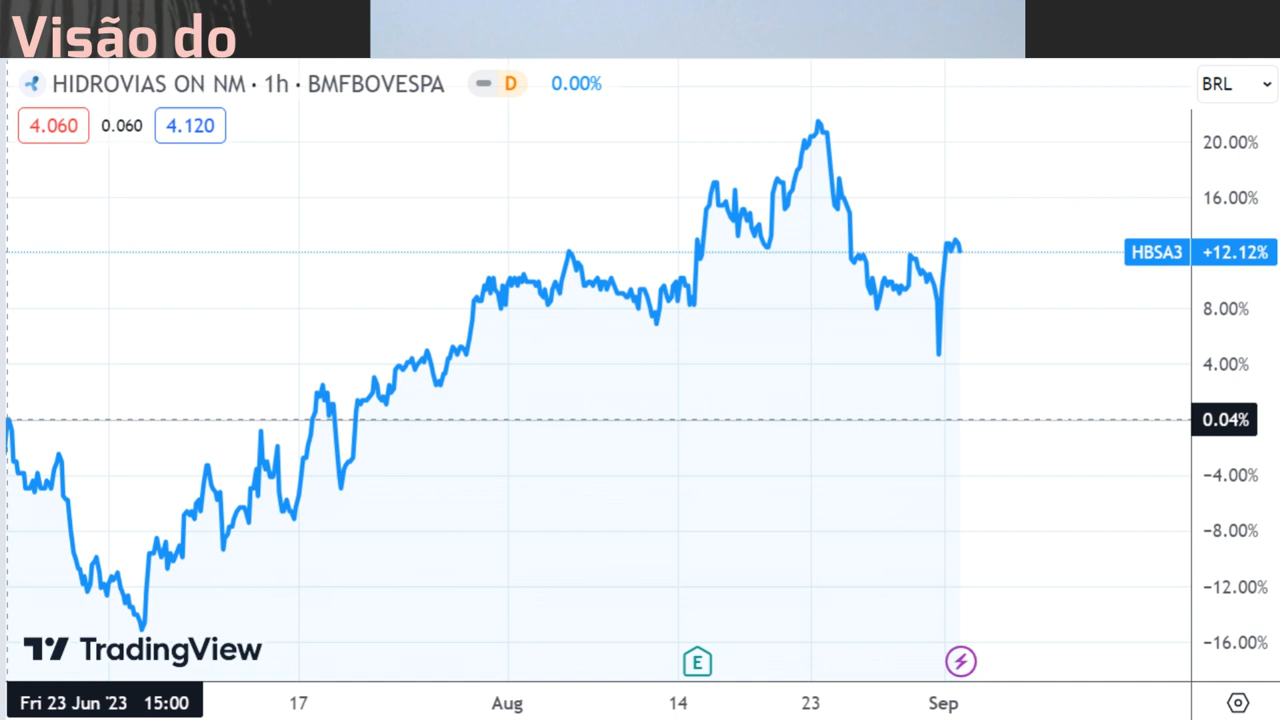 Visão do
HIDROVIAS ON NM · 1h · BMFBOVESPA D 0.00% BRL
4.060 0.060 4.120
20.00%
16.00%
HBSA3 +12.12%
8.00%
4.00%
0.04%
−4.00%
−8.00%
−12.00%
−16.00%
TradingView
E
Fri 23 Jun '23 15:00 17 Aug 14 23 Sep